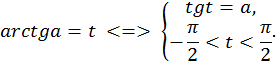 arctga = t <=> { tgt = a,
-π/2 < t < π/2.